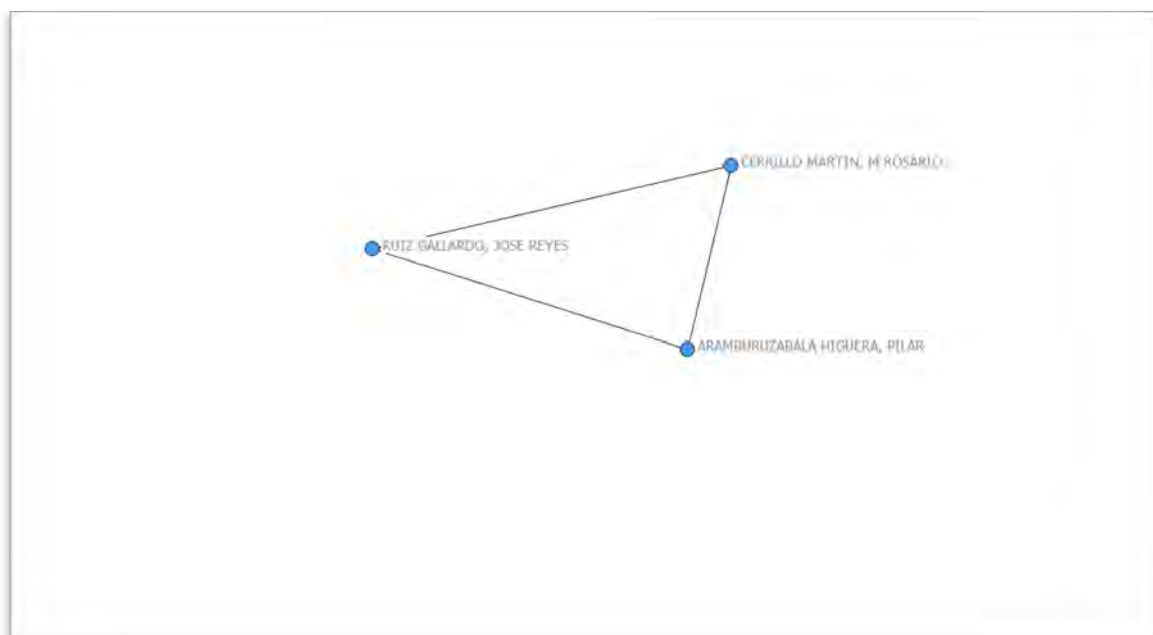 CERRILLO MARTIN, M ROSARIO
RUIZ GALLARDO, JOSE REYES
ARAMBURUZABALA HIGUERA, PILAR